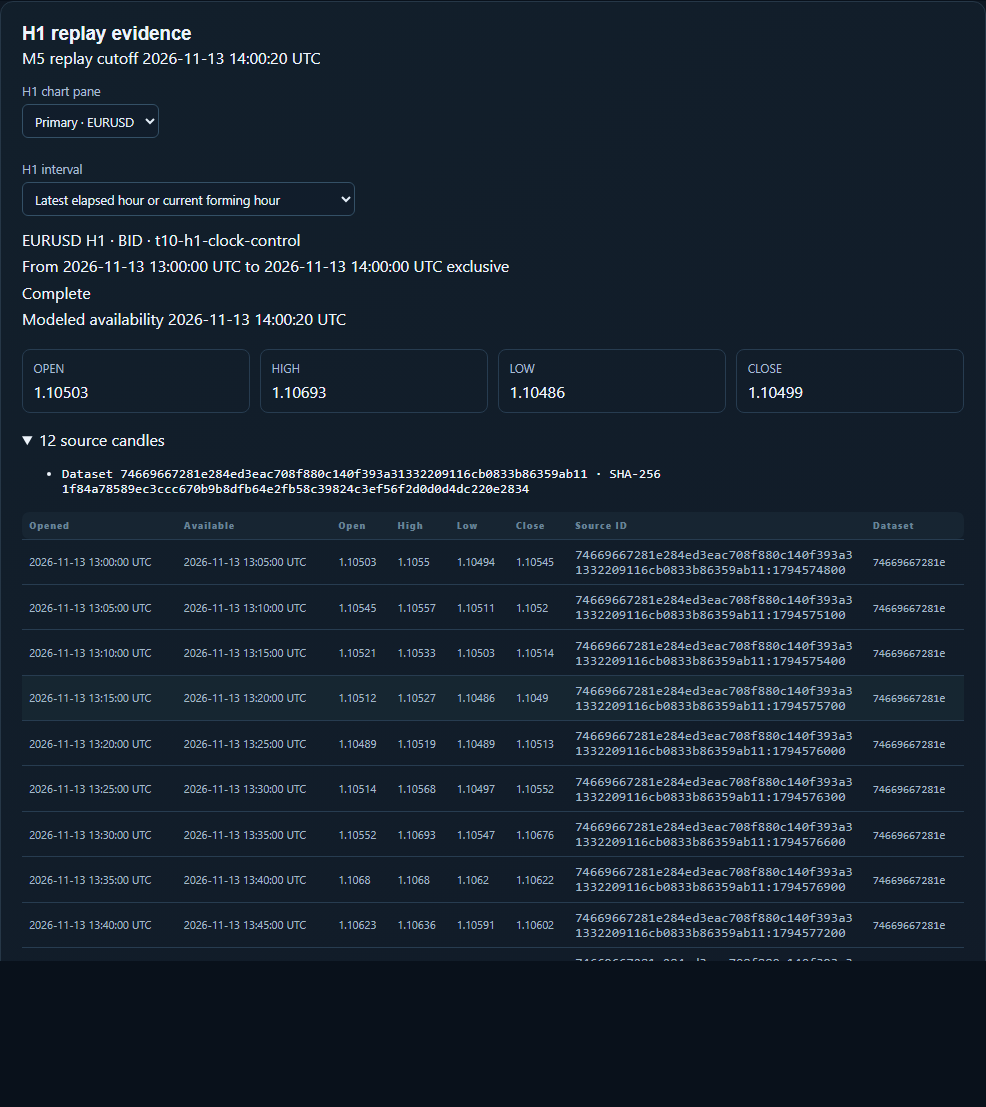 H1 replay evidence
M5 replay cutoff 2026-11-13 14:00:20 UTC
H1 chart pane
Primary · EURUSD
H1 interval
Latest elapsed hour or current forming hour
EURUSD H1 · BID · t10-h1-clock-control
From 2026-11-13 13:00:00 UTC to 2026-11-13 14:00:00 UTC exclusive
Complete
Modeled availability 2026-11-13 14:00:20 UTC
OPEN HIGH LOW CLOSE
1.10503 1.10693 1.10486 1.10499
▼ 12 source candles
• Dataset 74669667281e284ed3eac708f880c140f393a31332209116cb0833b86359ab11 · SHA-256
1f84a78589ec3ccc670b9b8dfb64e2fb58c39824c3ef56f2d0d0d4dc220e2834
Opened Available Open High Low Close Source ID Dataset
2026-11-13 13:00:00 UTC 2026-11-13 13:05:00 UTC 1.10503 1.1055 1.10494 1.10545 74669667281e284ed3eac708f880c140f393a3
1332209116cb0833b86359ab11:1794574800 74669667281e
2026-11-13 13:05:00 UTC 2026-11-13 13:10:00 UTC 1.10545 1.10557 1.10511 1.1052 74669667281e284ed3eac708f880c140f393a3
1332209116cb0833b86359ab11:1794575100 74669667281e
2026-11-13 13:10:00 UTC 2026-11-13 13:15:00 UTC 1.10521 1.10533 1.10503 1.10514 74669667281e284ed3eac708f880c140f393a3
1332209116cb0833b86359ab11:1794575400 74669667281e
2026-11-13 13:15:00 UTC 2026-11-13 13:20:00 UTC 1.10512 1.10527 1.10486 1.1049 74669667281e284ed3eac708f880c140f393a3
1332209116cb0833b86359ab11:1794575700 74669667281e
2026-11-13 13:20:00 UTC 2026-11-13 13:25:00 UTC 1.10489 1.10519 1.10489 1.10513 74669667281e284ed3eac708f880c140f393a3
1332209116cb0833b86359ab11:1794576000 74669667281e
2026-11-13 13:25:00 UTC 2026-11-13 13:30:00 UTC 1.10514 1.10568 1.10497 1.10552 74669667281e284ed3eac708f880c140f393a3
1332209116cb0833b86359ab11:1794576300 74669667281e
2026-11-13 13:30:00 UTC 2026-11-13 13:35:00 UTC 1.10552 1.10693 1.10547 1.10676 74669667281e284ed3eac708f880c140f393a3
1332209116cb0833b86359ab11:1794576600 74669667281e
2026-11-13 13:35:00 UTC 2026-11-13 13:40:00 UTC 1.1068 1.1068 1.1062 1.10622 74669667281e284ed3eac708f880c140f393a3
1332209116cb0833b86359ab11:1794576900 74669667281e
2026-11-13 13:40:00 UTC 2026-11-13 13:45:00 UTC 1.10623 1.10636 1.10591 1.10602 74669667281e284ed3eac708f880c140f393a3
1332209116cb0833b86359ab11:1794577200 74669667281e